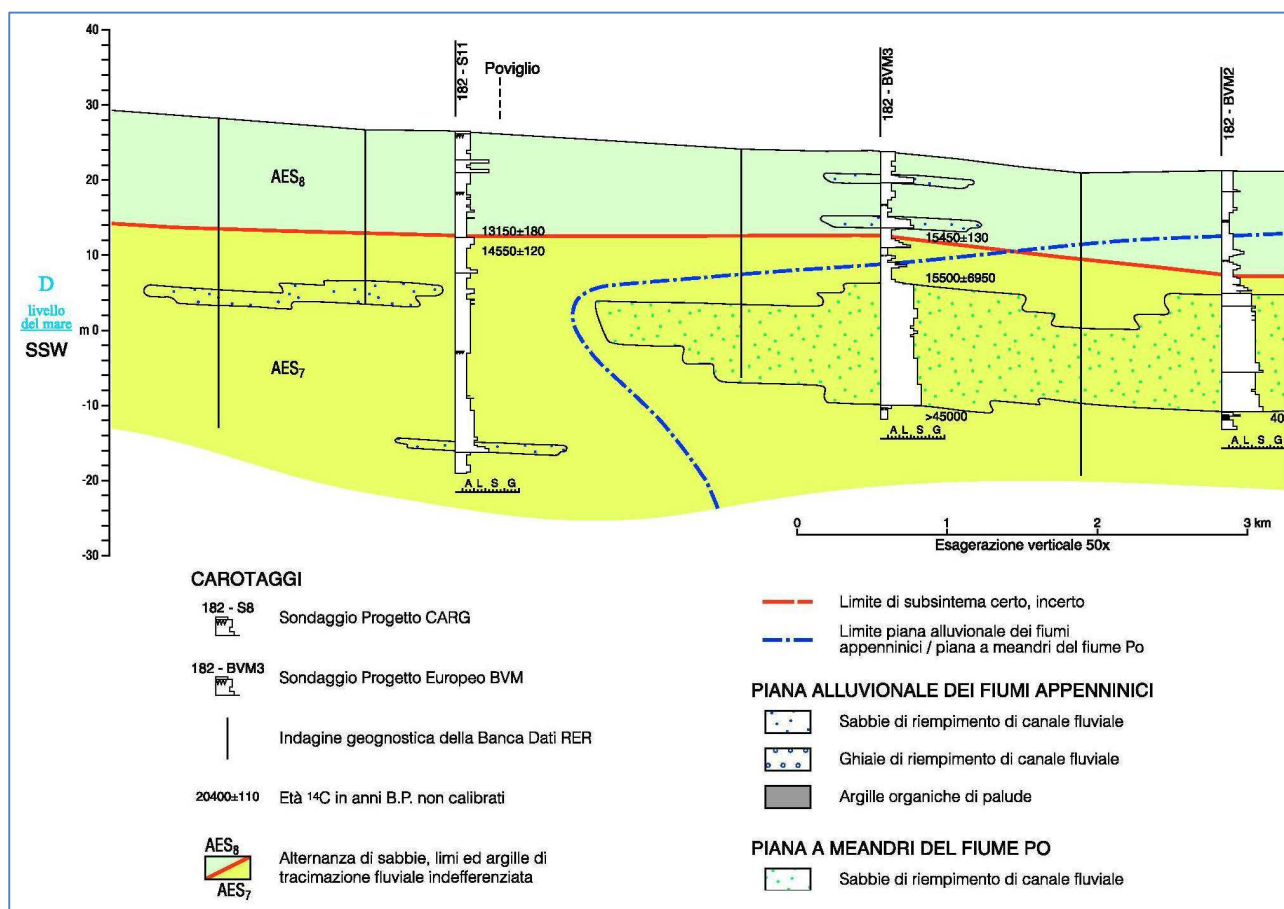 40
30
20
10
m 0
-10
-20
-30
D
livello
del mare
SSW
182 - S11
Poviglio
182 - BVM3
182 - BVM2
AES8
AES7
13150±180
14550±120
15450±130
15500±6950
>45000
40
A L S G
A L S G
A L S G
0 1 2 3 km
Esagerazione verticale 50x
CAROTAGGI
182 - S8
Sondaggio Progetto CARG
182 - BVM3
Sondaggio Progetto Europeo BVM
Indagine geognostica della Banca Dati RER
20400±110
Età 14C in anni B.P. non calibrati
AES8
Alternanza di sabbie, limi ed argille di
tracimazione fluviale indefferenziata
AES7
Limite di subsintema certo, incerto
Limite piana alluvionale dei fiumi
appenninici / piana a meandri del fiume Po
PIANA ALLUVIONALE DEI FIUMI APPENNINICI
Sabbie di riempimento di canale fluviale
Ghiaie di riempimento di canale fluviale
Argille organiche di palude
PIANA A MEANDRI DEL FIUME PO
Sabbie di riempimento di canale fluviale